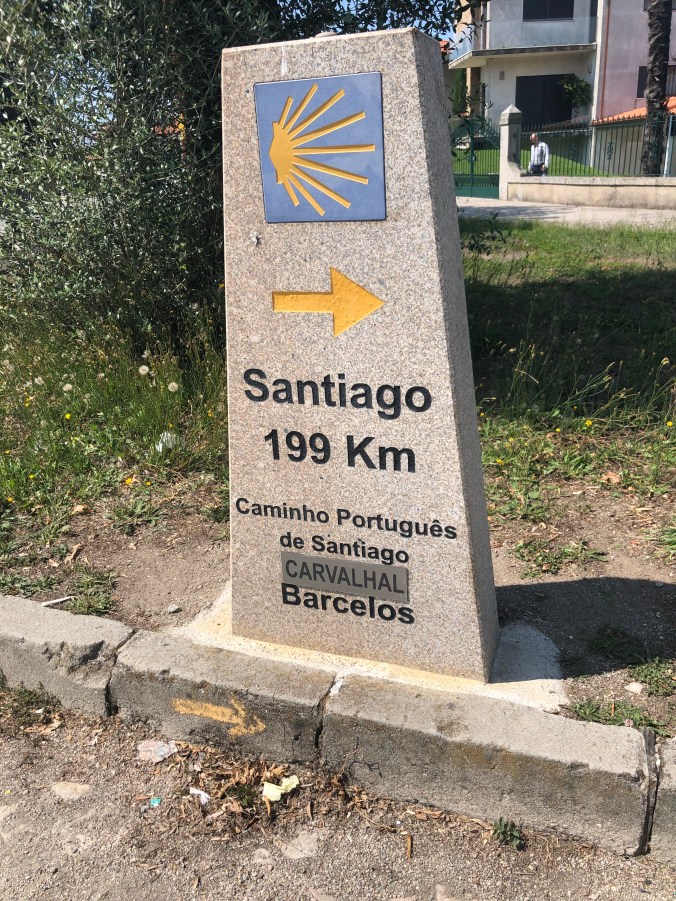 Santiago
199 Km
Caminho Português
de Santiago
CARVALHAL
Barcelos